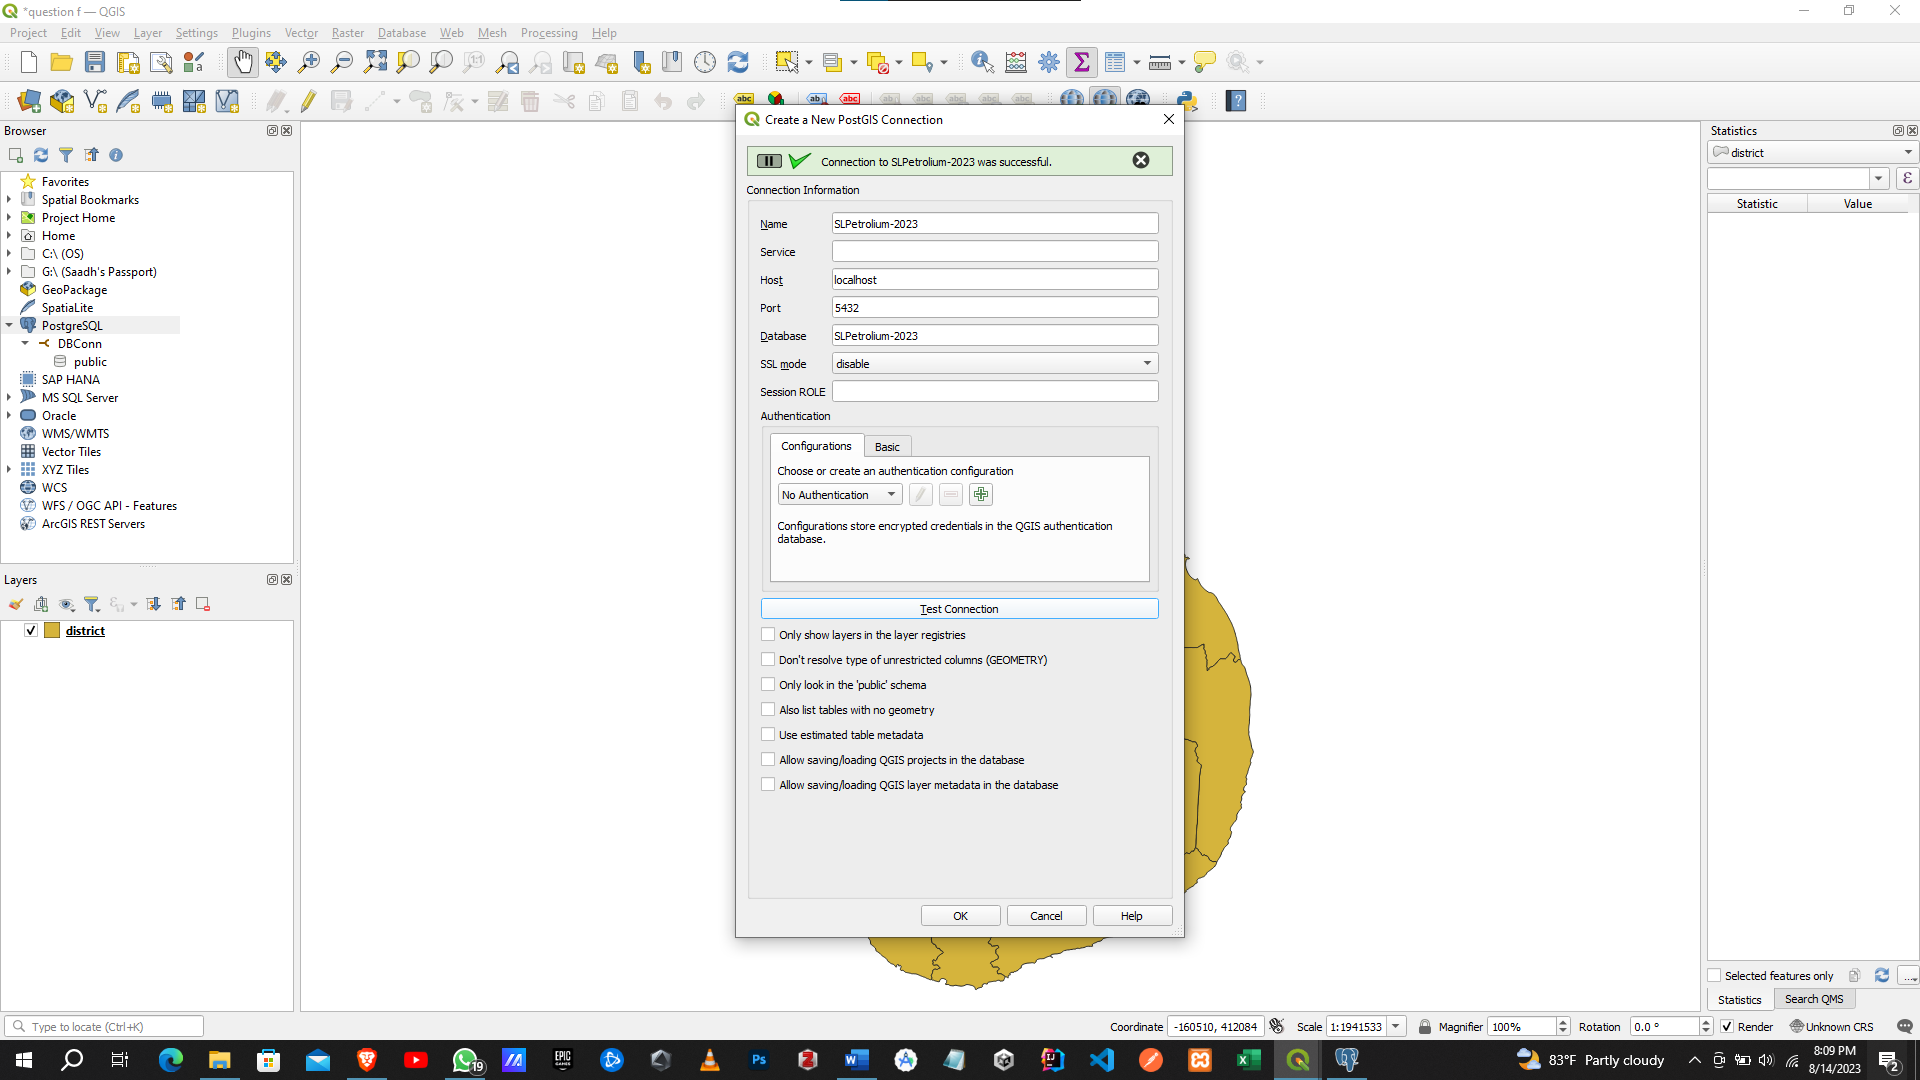 *question f — QGIS
Project Edit View Layer Settings Plugins Vector Raster Database Web Mesh Processing Help
Browser
Favorites
Spatial Bookmarks
Project Home
Home
C:\ (OS)
G:\ (Saadh's Passport)
GeoPackage
SpatiaLite
PostgreSQL
DBConn
public
SAP HANA
MS SQL Server
Oracle
WMS/WMTS
Vector Tiles
XYZ Tiles
WCS
WFS / OGC API - Features
ArcGIS REST Servers
Layers
district
Create a New PostGIS Connection
Connection to SLPetrolium-2023 was successful.
Connection Information
Name SLPetrolium-2023
Service
Host localhost
Port 5432
Database SLPetrolium-2023
SSL mode disable
Session ROLE
Authentication
Configurations Basic
Choose or create an authentication configuration
No Authentication
Configurations store encrypted credentials in the QGIS authentication
database.
Test Connection
Only show layers in the layer registries
Don't resolve type of unrestricted columns (GEOMETRY)
Only look in the 'public' schema
Also list tables with no geometry
Use estimated table metadata
Allow saving/loading QGIS projects in the database
Allow saving/loading QGIS layer metadata in the database
OK Cancel Help
Statistics
district
ε
Statistic Value
Selected features only
...
Statistics Search QMS
Type to locate (Ctrl+K)
Coordinate -160510, 412084 Scale 1:1941533 Magnifier 100% Rotation 0.0 ° Render Unknown CRS
19
EPIC GAMES
Ps
83°F Partly cloudy
8:09 PM
8/14/2023
2